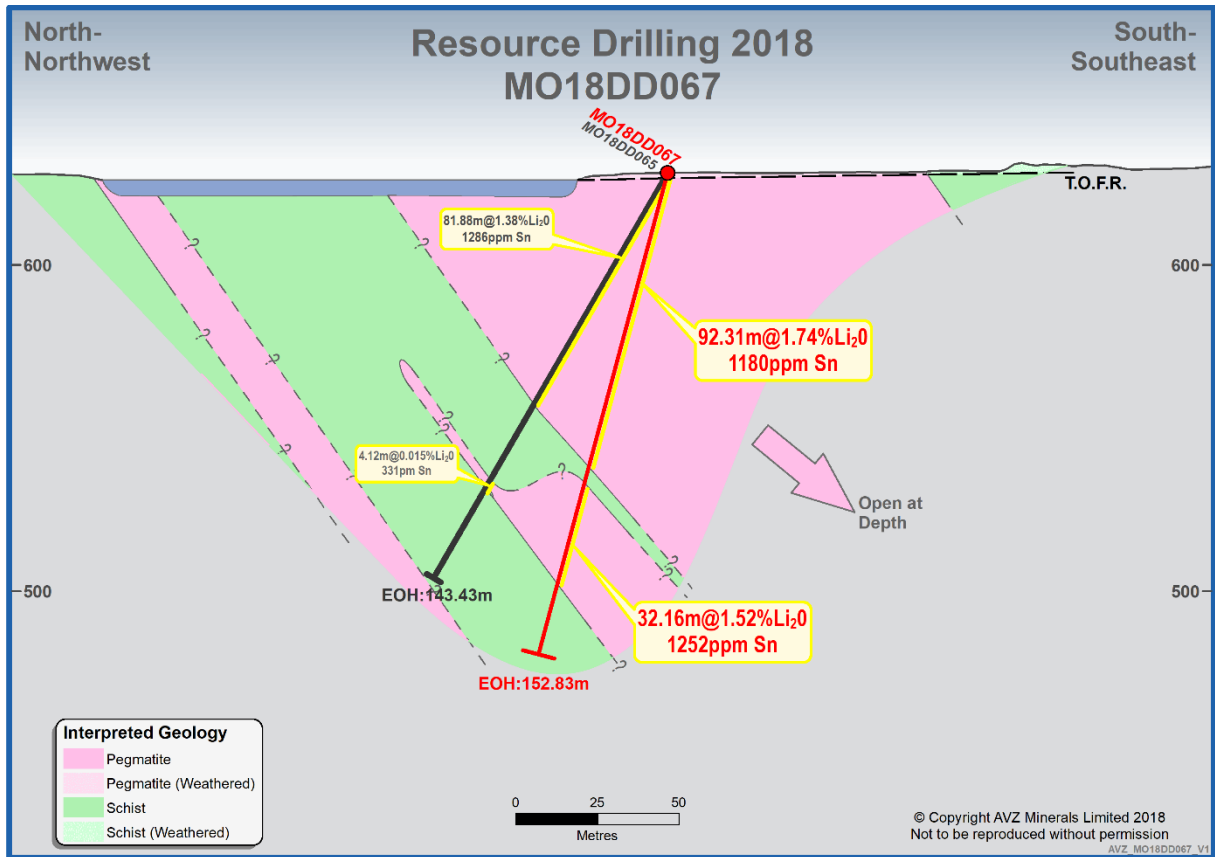 North-
Northwest
Resource Drilling 2018
MO18DD067
South-
Southeast
MO18DD067
MO18DD065
T.O.F.R.
81.88m@1.38%Li₂0
1286ppm Sn
600
600
92.31m@1.74%Li₂0
1180ppm Sn
?
?
?
?
?
?
?
?
?
?
?
?
?
4.12m@0.015%Li₂0
331pm Sn
Open at
Depth
500
500
EOH:143.43m
32.16m@1.52%Li₂0
1252ppm Sn
EOH:152.83m
Interpreted Geology
Pegmatite
Pegmatite (Weathered)
Schist
Schist (Weathered)
0 25 50
Metres
© Copyright AVZ Minerals Limited 2018
Not to be reproduced without permission
AVZ_MO18DD067_V1